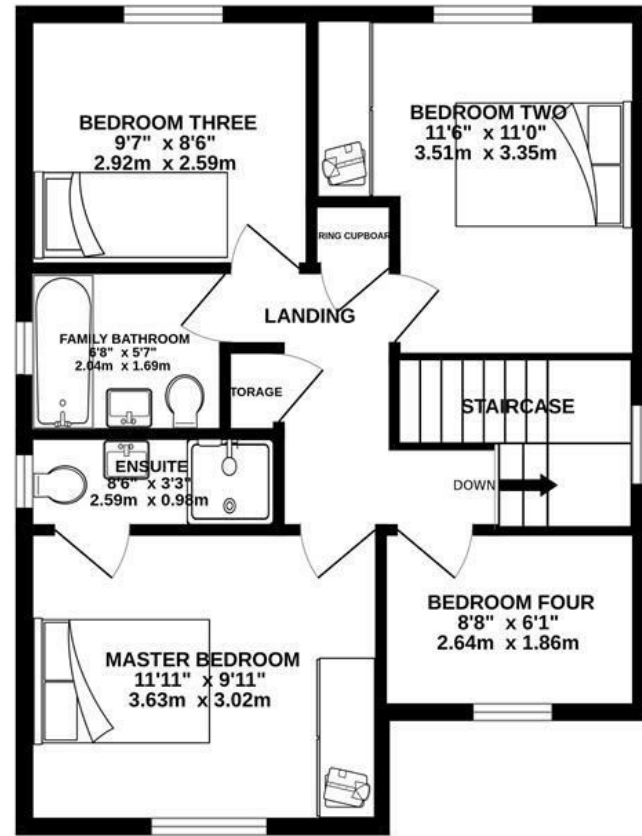 BEDROOM THREE
9'7" x 8'6"
2.92m x 2.59m
BEDROOM TWO
11'6" x 11'0"
3.51m x 3.35m
RING CUPBOAR
LANDING
FAMILY BATHROOM
6'8" x 5'7"
2.04m x 1.69m
TORAGE
STAIRCASE
ENSUITE
8'6" x 3'3"
2.59m x 0.98m
DOWN
BEDROOM FOUR
8'8" x 6'1"
2.64m x 1.86m
MASTER BEDROOM
11'11" x 9'11"
3.63m x 3.02m